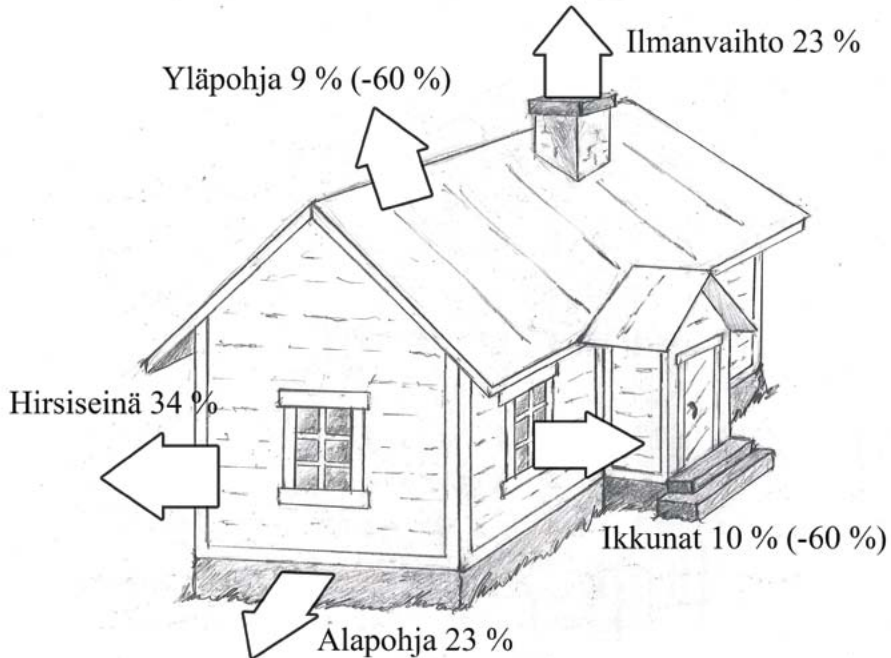 Ilmanvaihto 23 %
Yläpohja 9 % (-60 %)
Hirsiseinä 34 %
Ikkunat 10 % (-60 %)
Alapohja 23 %